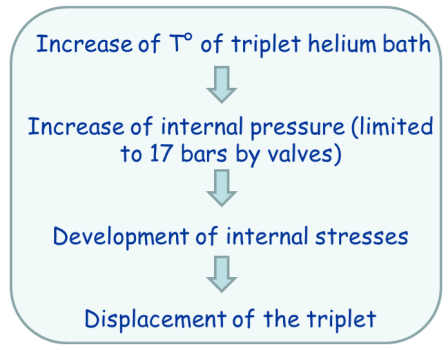 Increase of T° of triplet helium bath
Increase of internal pressure (limited
to 17 bars by valves)
Development of internal stresses
Displacement of the triplet